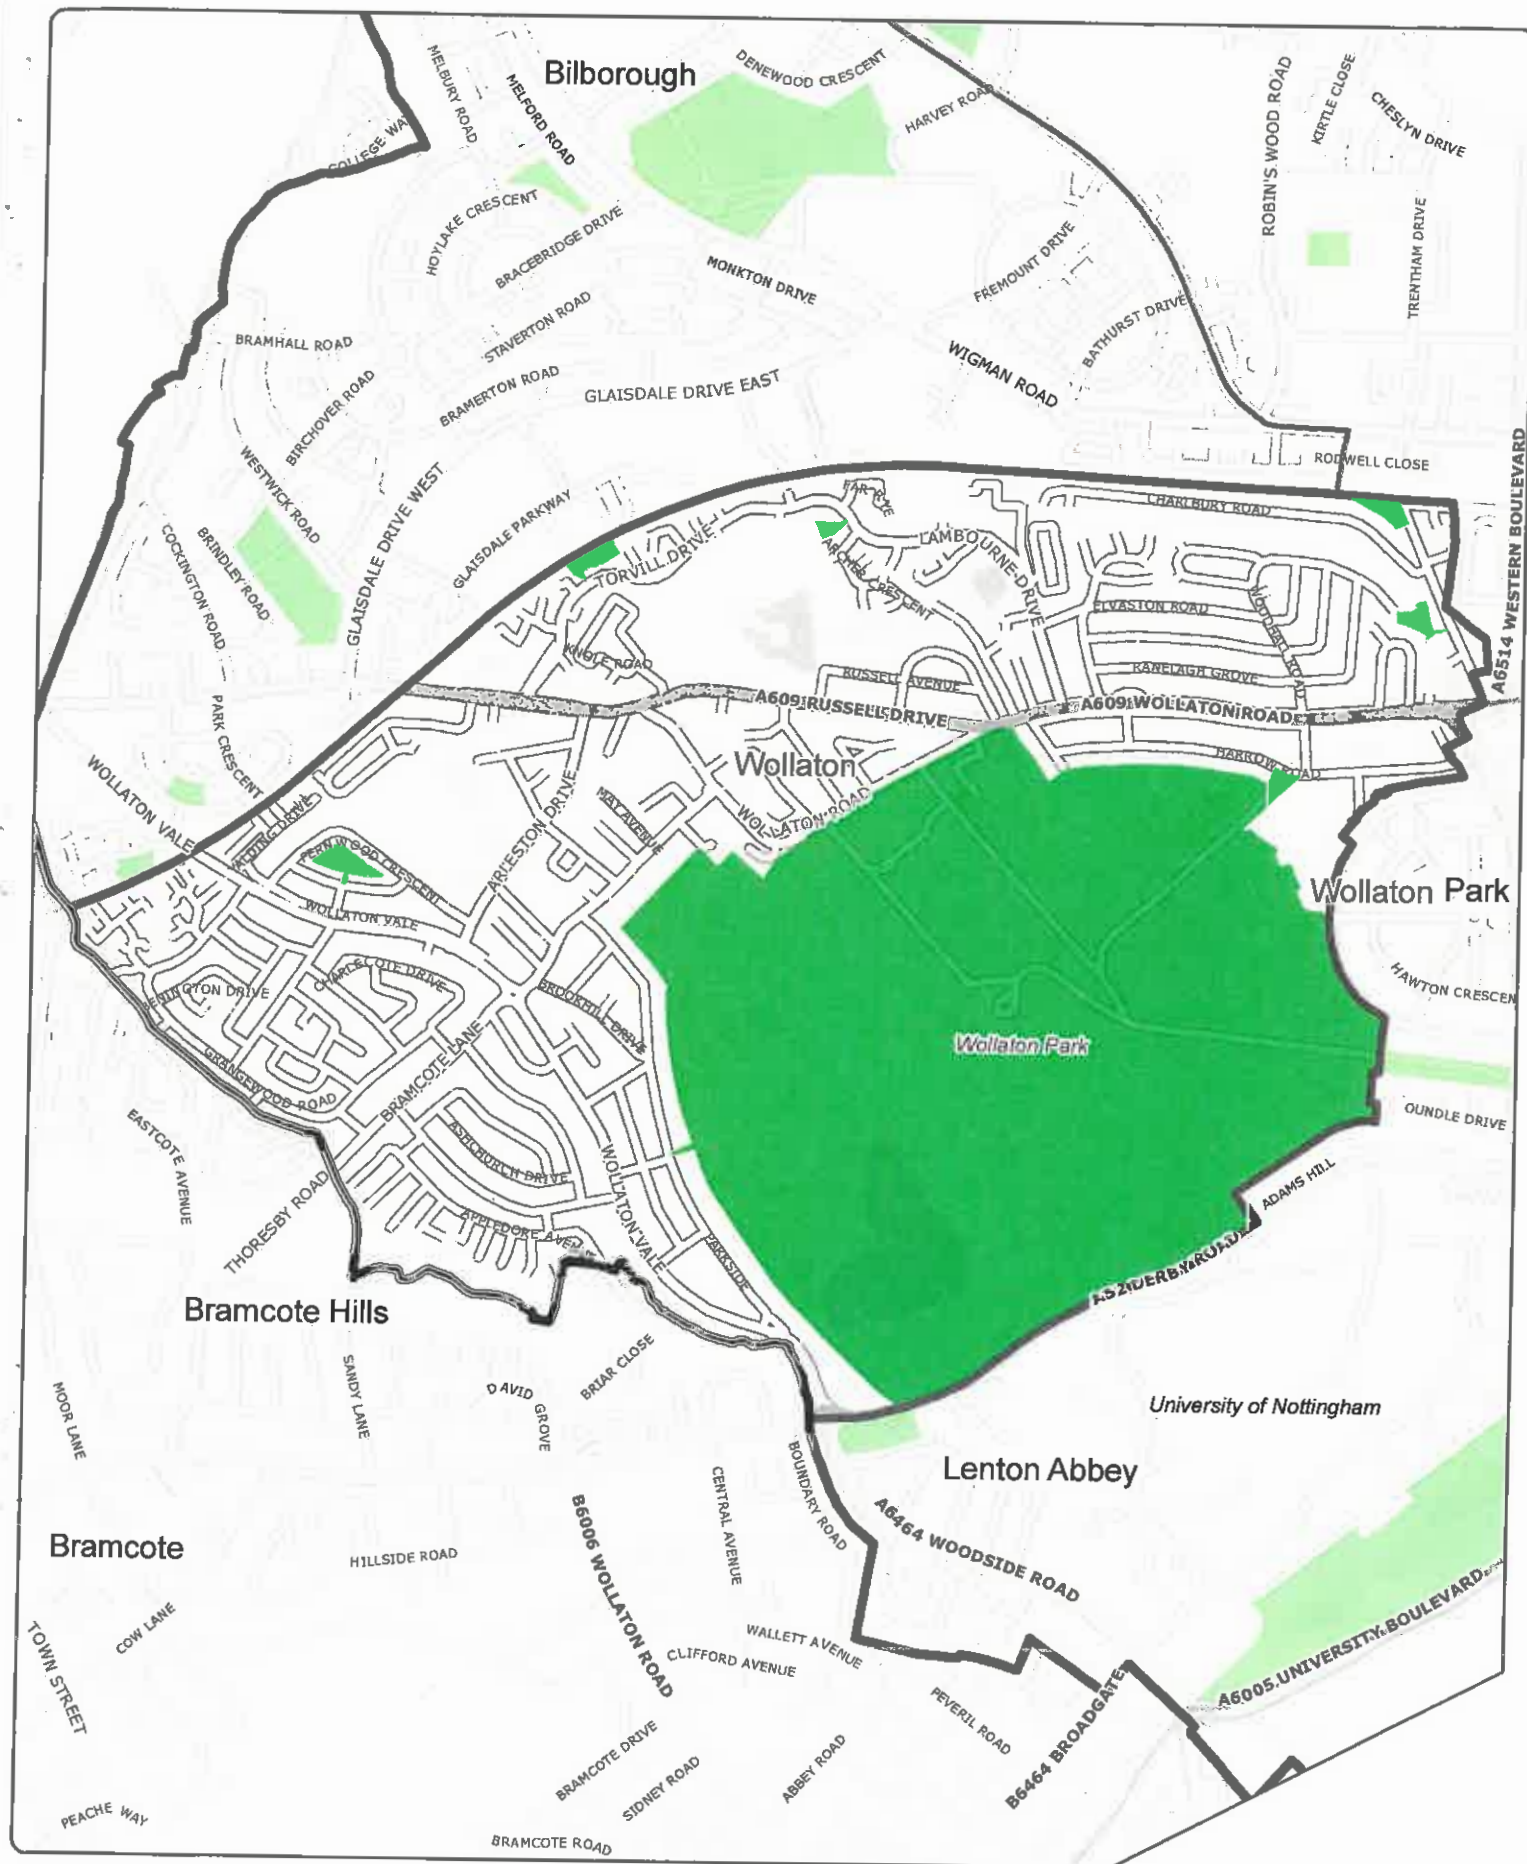 Bilborough
DENEWOOD CRESCENT
MELBURY ROAD
MELFORD ROAD
HARVEY ROAD
ROBIN'S WOOD ROAD
KIRTLE CLOSE
CHESLYN DRIVE
COLLEGE WAY
HOYLAKE CRESCENT
BRACEBRIDGE DRIVE
MONKTON DRIVE
FREMOUNT DRIVE
TRENTHAM DRIVE
STAVERTON ROAD
BATHURST DRIVE
BRAMHALL ROAD
WIGMAN ROAD
BIRCHOVER ROAD
BRAMERTON ROAD
GLAISDALE DRIVE EAST
RODWELL CLOSE
WESTWICK ROAD
GLAISDALE DRIVE WEST
GLAISDALE PARKWAY
FAR RYE
CHARLBURY ROAD
A6514 WESTERN BOULEVARD
COCKINGTON ROAD
BRINDLEY ROAD
TORVILL DRIVE
ARCHER CRESCENT
LAMBOURNE DRIVE
ELVASTON ROAD
WOODHALL ROAD
KNOLE ROAD
RUSSELL AVENUE
RANELAGH GROVE
A609 RUSSELL DRIVE
A609 WOLLATON ROAD
PARK CRESCENT
Wollaton
HARROW ROAD
WOLLATON VALE
WOLLATON ROAD
MAY AVENUE
ARLESTON DRIVE
FERNWOOD CRESCENT
Wollaton Park
WOLLATON VALE
CHARLECOTE DRIVE
BROOKHILL DRIVE
HAWTON CRESCEN
Wollaton Park
GRANGEWOOD ROAD
BRAMCOTE LANE
OUNDLE DRIVE
EASTCOTE AVENUE
ASHCHURCH DRIVE
ADAMS HILL
THORESBY ROAD
APPLEDORE AVENUE
WOLLATON VALE
PARKSIDE
A52 DERBY ROAD
Bramcote Hills
SANDY LANE
MOOR LANE
DAVID GROVE
BRIAR CLOSE
University of Nottingham
Lenton Abbey
BOUNDARY ROAD
CENTRAL AVENUE
A6464 WOODSIDE ROAD
B6006 WOLLATON ROAD
Bramcote
HILLSIDE ROAD
COW LANE
TOWN STREET
WALLETT AVENUE
CLIFFORD AVENUE
A6005 UNIVERSITY BOULEVARD
PEVERIL ROAD
B6464 BROADGATE
BRAMCOTE DRIVE
SIDNEY ROAD
ABBEY ROAD
PEACHE WAY
BRAMCOTE ROAD